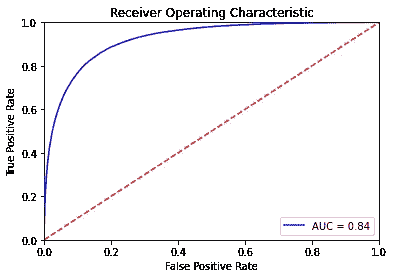 Receiver Operating Characteristic
True Positive Rate
1.0
0.8
0.6
0.4
0.2
0.0
AUC = 0.84
0.0 0.2 0.4 0.6 0.8 1.0
False Positive Rate